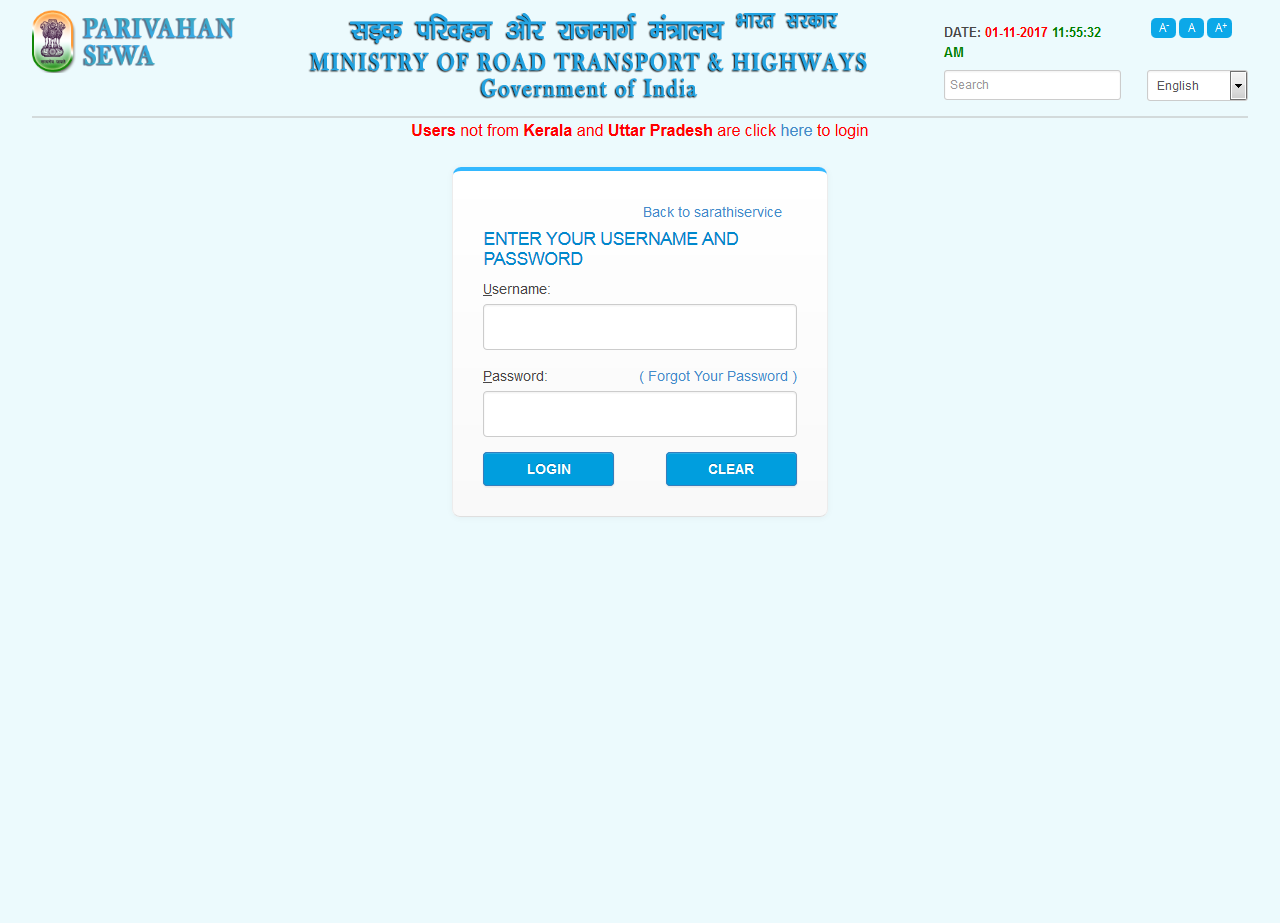 PARIVAHAN
SEWA
सड़क परिवहन और राजमार्ग मंत्रालय भारत सरकार
MINISTRY OF ROAD TRANSPORT & HIGHWAYS
Government of India
DATE: 01-11-2017 11:55:32
AM
A- A A+
Search
English
Users not from Kerala and Uttar Pradesh are click here to login
Back to sarathiservice
ENTER YOUR USERNAME AND
PASSWORD
Username:
Password: ( Forgot Your Password )
LOGIN CLEAR